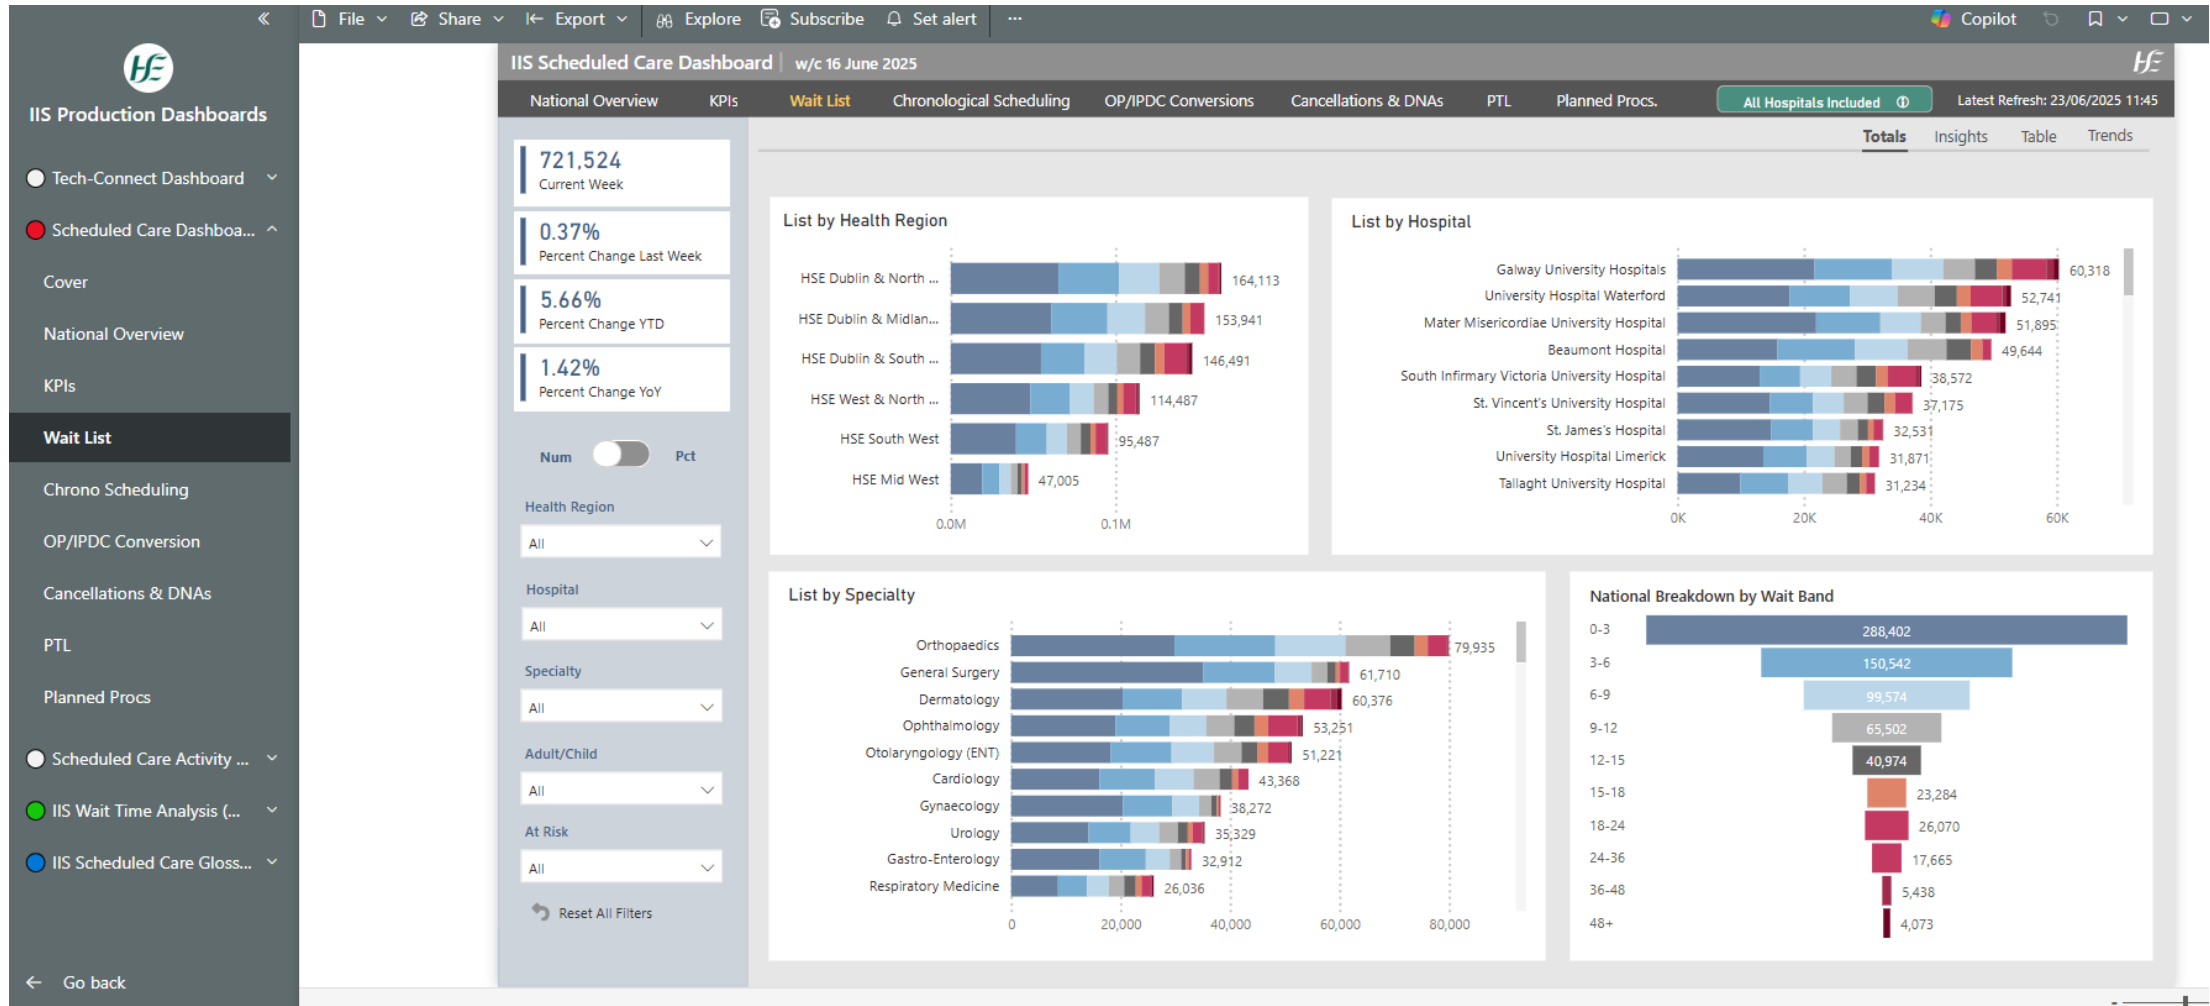 File
Share
Export
Explore
Subscribe
Set alert
...
Copilot
HE
IIS Production Dashboards
Tech-Connect Dashboard
Scheduled Care Dashboa...
Cover
National Overview
KPIs
Wait List
Chrono Scheduling
OP/IPDC Conversion
Cancellations & DNAs
PTL
Planned Procs
Scheduled Care Activity ...
IIS Wait Time Analysis (...
IIS Scheduled Care Gloss...
Go back
IIS Scheduled Care Dashboard | w/c 16 June 2025
HE
National Overview
KPIs
Wait List
Chronological Scheduling
OP/IPDC Conversions
Cancellations & DNAs
PTL
Planned Procs.
All Hospitals Included
Latest Refresh: 23/06/2025 11:45
Totals
Insights
Table
Trends
721,524
Current Week
0.37%
Percent Change Last Week
5.66%
Percent Change YTD
1.42%
Percent Change YoY
Num
Pct
Health Region
All
Hospital
All
Specialty
All
Adult/Child
All
At Risk
All
Reset All Filters
List by Health Region
HSE Dublin & North ... 164,113
HSE Dublin & Midlan... 153,941
HSE Dublin & South ... 146,491
HSE West & North ... 114,487
HSE South West 95,487
HSE Mid West 47,005
0.0M 0.1M
List by Hospital
Galway University Hospitals 60,318
University Hospital Waterford 52,741
Mater Misericordiae University Hospital 51,895
Beaumont Hospital 49,644
South Infirmary Victoria University Hospital 38,572
St. Vincent's University Hospital 37,175
St. James's Hospital 32,531
University Hospital Limerick 31,871
Tallaght University Hospital 31,234
0K 20K 40K 60K
List by Specialty
Orthopaedics 79,935
General Surgery 61,710
Dermatology 60,376
Ophthalmology 53,251
Otolaryngology (ENT) 51,221
Cardiology 43,368
Gynaecology 38,272
Urology 35,329
Gastro-Enterology 32,912
Respiratory Medicine 26,036
0 20,000 40,000 60,000 80,000
National Breakdown by Wait Band
0-3 288,402
3-6 150,542
6-9 99,574
9-12 65,502
12-15 40,974
15-18 23,284
18-24 26,070
24-36 17,665
36-48 5,438
48+ 4,073